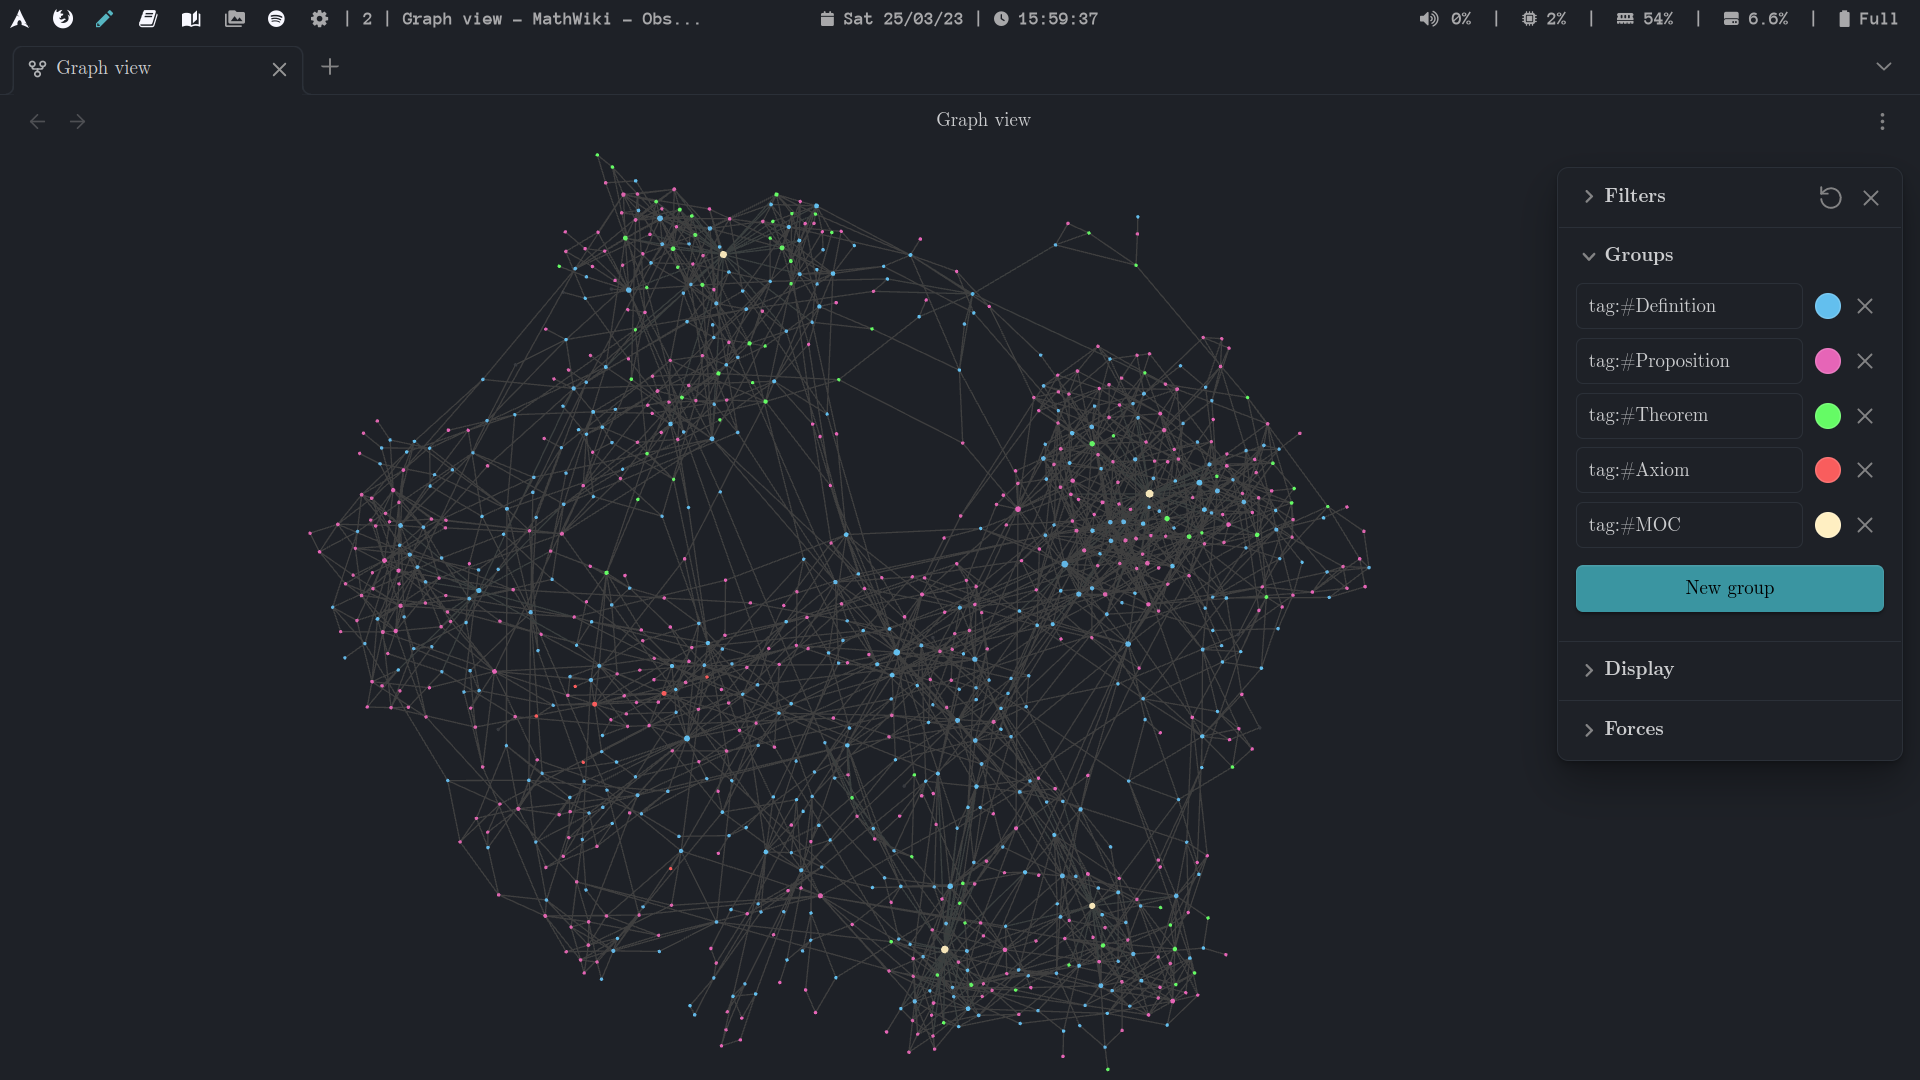 | 2 | Graph view – MathWiki – Obs... Sat 25/03/23 | 15:59:37 0% | 2% | 54% | 6.6% | Full
Graph view
Graph view
Filters
Groups
tag:#Definition
tag:#Proposition
tag:#Theorem
tag:#Axiom
tag:#MOC
New group
Display
Forces